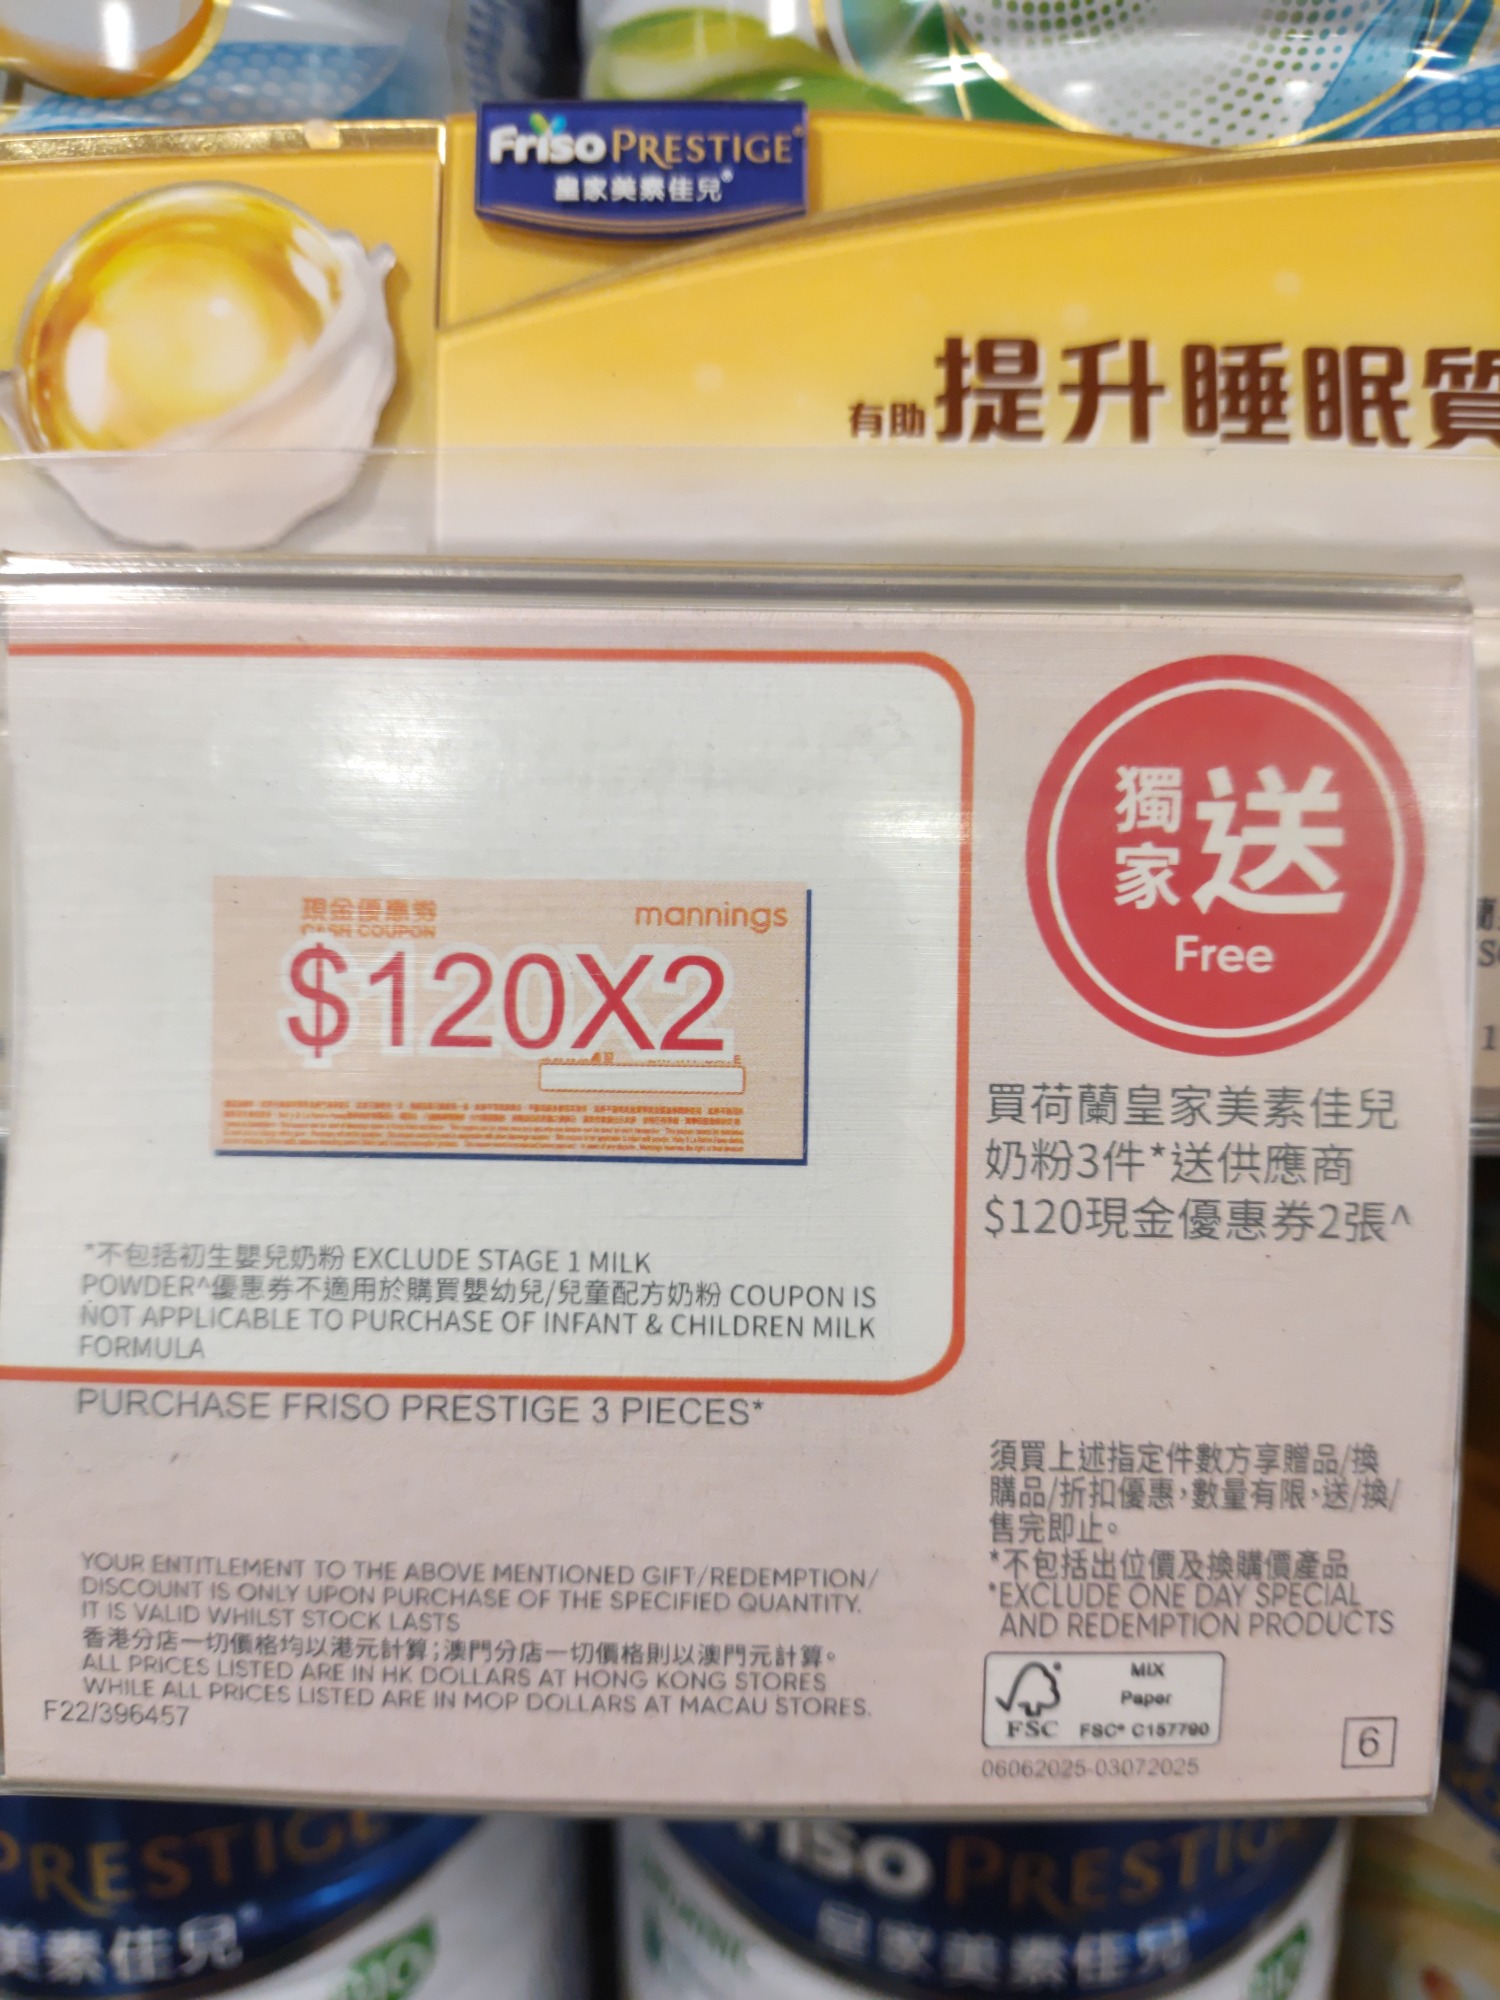 Friso PRESTIGE
皇家美素佳兒
有助提升睡眠質
獨家送
Free
現金優惠券
CASH COUPON
mannings
$120X2
買荷蘭皇家美素佳兒
奶粉3件*送供應商
$120現金優惠券2張^
*不包括初生嬰兒奶粉 EXCLUDE STAGE 1 MILK
POWDER^優惠券不適用於購買嬰幼兒/兒童配方奶粉 COUPON IS
NOT APPLICABLE TO PURCHASE OF INFANT & CHILDREN MILK
FORMULA
PURCHASE FRISO PRESTIGE 3 PIECES*
須買上述指定件數方享贈品/換
購品/折扣優惠，數量有限，送/換/
售完即止。
*不包括出位價及換購價產品
*EXCLUDE ONE DAY SPECIAL
AND REDEMPTION PRODUCTS
YOUR ENTITLEMENT TO THE ABOVE MENTIONED GIFT/REDEMPTION/
DISCOUNT IS ONLY UPON PURCHASE OF THE SPECIFIED QUANTITY.
IT IS VALID WHILST STOCK LASTS
香港分店一切價格均以港元計算；澳門分店一切價格則以澳門元計算。
ALL PRICES LISTED ARE IN HK DOLLARS AT HONG KONG STORES
WHILE ALL PRICES LISTED ARE IN MOP DOLLARS AT MACAU STORES.
F22/396457
FSC
MIX
Paper
FSC® C157790
06062025-03072025
6
PRESTIGE
美素佳兒
Friso PRESTIGE
皇家美素佳兒